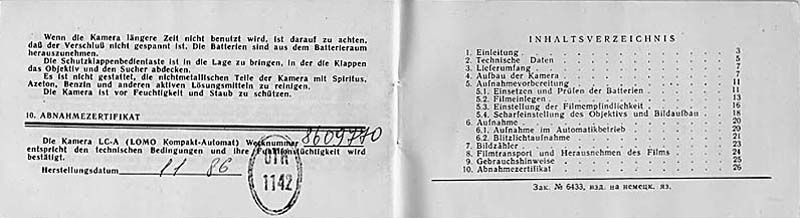 Wenn die Kamera längere Zeit nicht benutzt wird, ist darauf zu achten,
daß der Verschluß nicht gespannt ist. Die Batterien sind aus dem Batterieraum
herauszunehmen.
Die Schutzklappenbedientaste ist in die Lage zu bringen, in der die Klappen
das Objektiv und den Sucher abdecken.
Es ist nicht gestattet, die nichtmetallischen Teile der Kamera mit Spiritus,
Azeton, Benzin und anderen aktiven Lösungsmitteln zu reinigen.
Die Kamera ist vor Feuchtigkeit und Staub zu schützen.
10. ABNAHMEZERTIFIKAT
Die Kamera LC-A (LOMO Kompakt-Automat) Werknummer 8609770
entspricht den technischen Bedingungen und ihre Funktionstüchtigkeit wird
bestätigt.
Herstellungsdatum 11 86
OTK
1142
INHALTSVERZEICHNIS
1. Einleitung 3
2. Technische Daten 5
3. Lieferumfang 7
4. Aufbau der Kamera 7
5. Aufnahmevorbereitung 11
5.1. Einsetzen und Prüfen der Batterien 11
5.2. Filmeinlegen 13
5.3. Einstellung der Filmempfindlichkeit 16
5.4. Scharfeinstellung des Objektivs und Bildaufbau 18
6. Aufnahme 20
6.1. Aufnahme im Automatikbetrieb 20
6.2. Blitzlichtaufnahme 21
7. Bildzähler 23
8. Filmtransport und Herausnehmen des Films 24
9. Gebrauchshinweise 25
10. Abnahmezertifikat 26
Зак. № 6433, изд. на немецк. яз.